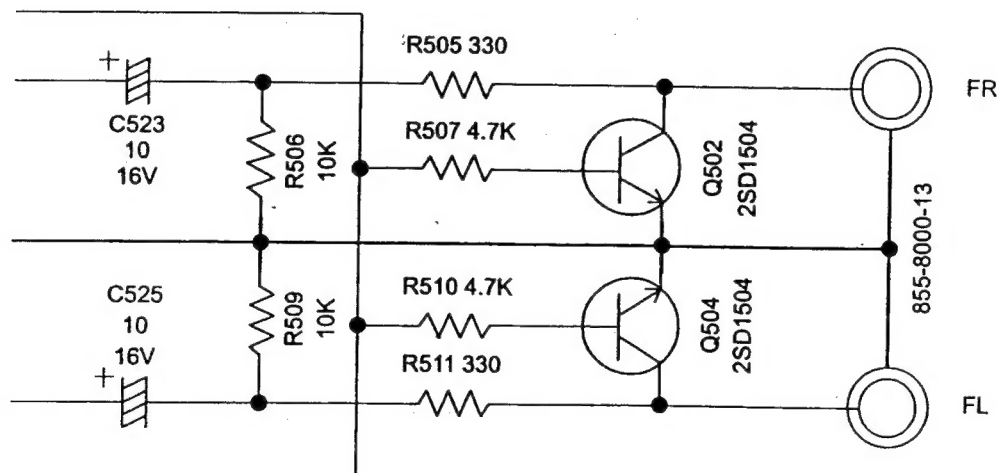 R505 330
FR
+
C523
10
16V
R506
10K
R507 4.7K
Q502
2SD1504
855-8000-13
C525
10
16V
+
R509
10K
R510 4.7K
Q504
2SD1504
R511 330
FL